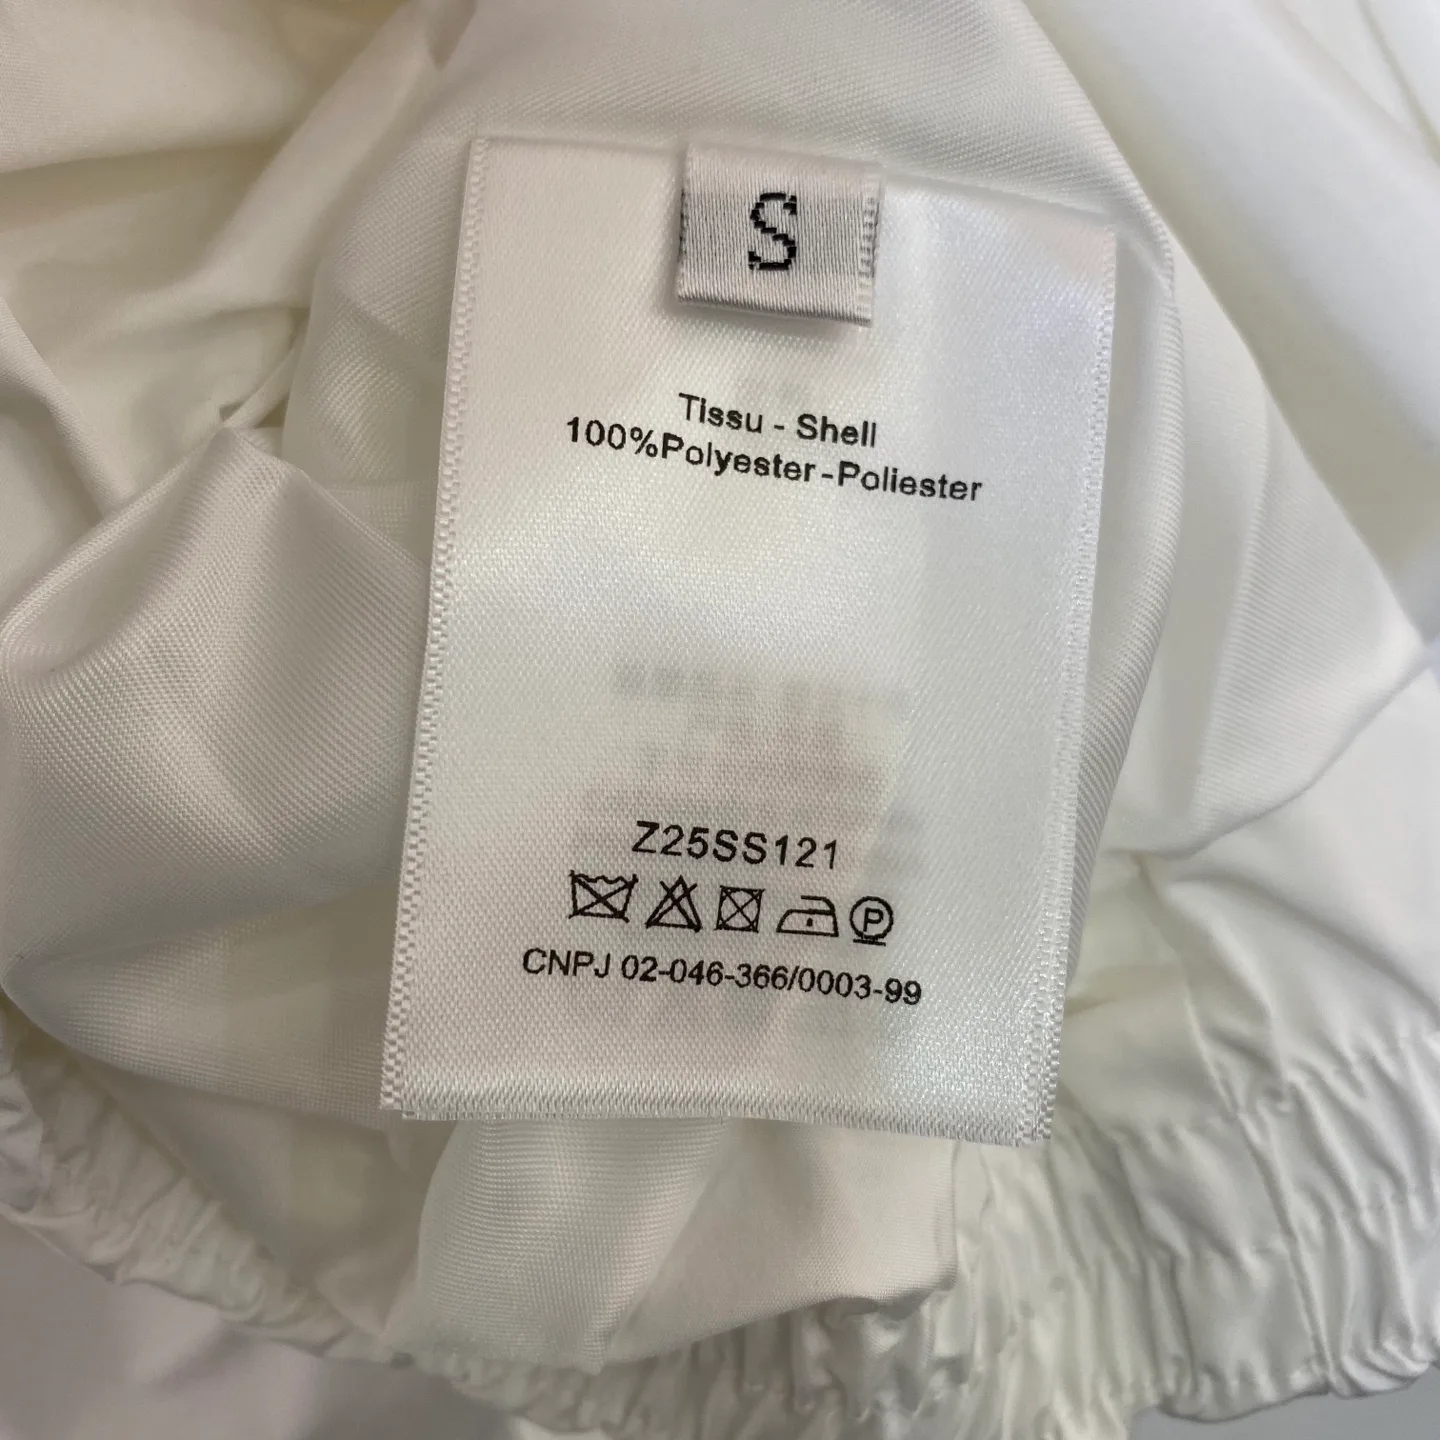 S
Tissu - Shell
100%Polyester-Poliester
Z25SS121
P
CNPJ 02-046-366/0003-99